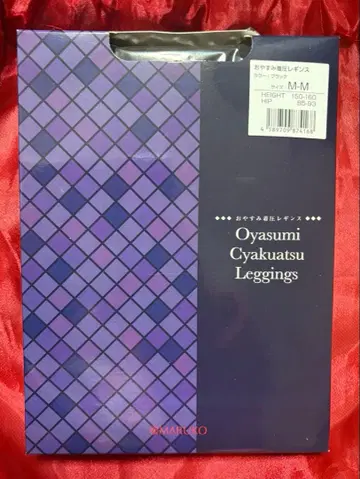 おやすみ着圧レギンス
カラー：ブラック
サイズ M-M
HEIGHT 150-160
HIP 85-93
おやすみ着圧レギンス
Oyasumi
Cyakuatsu
Leggings
MARUKO